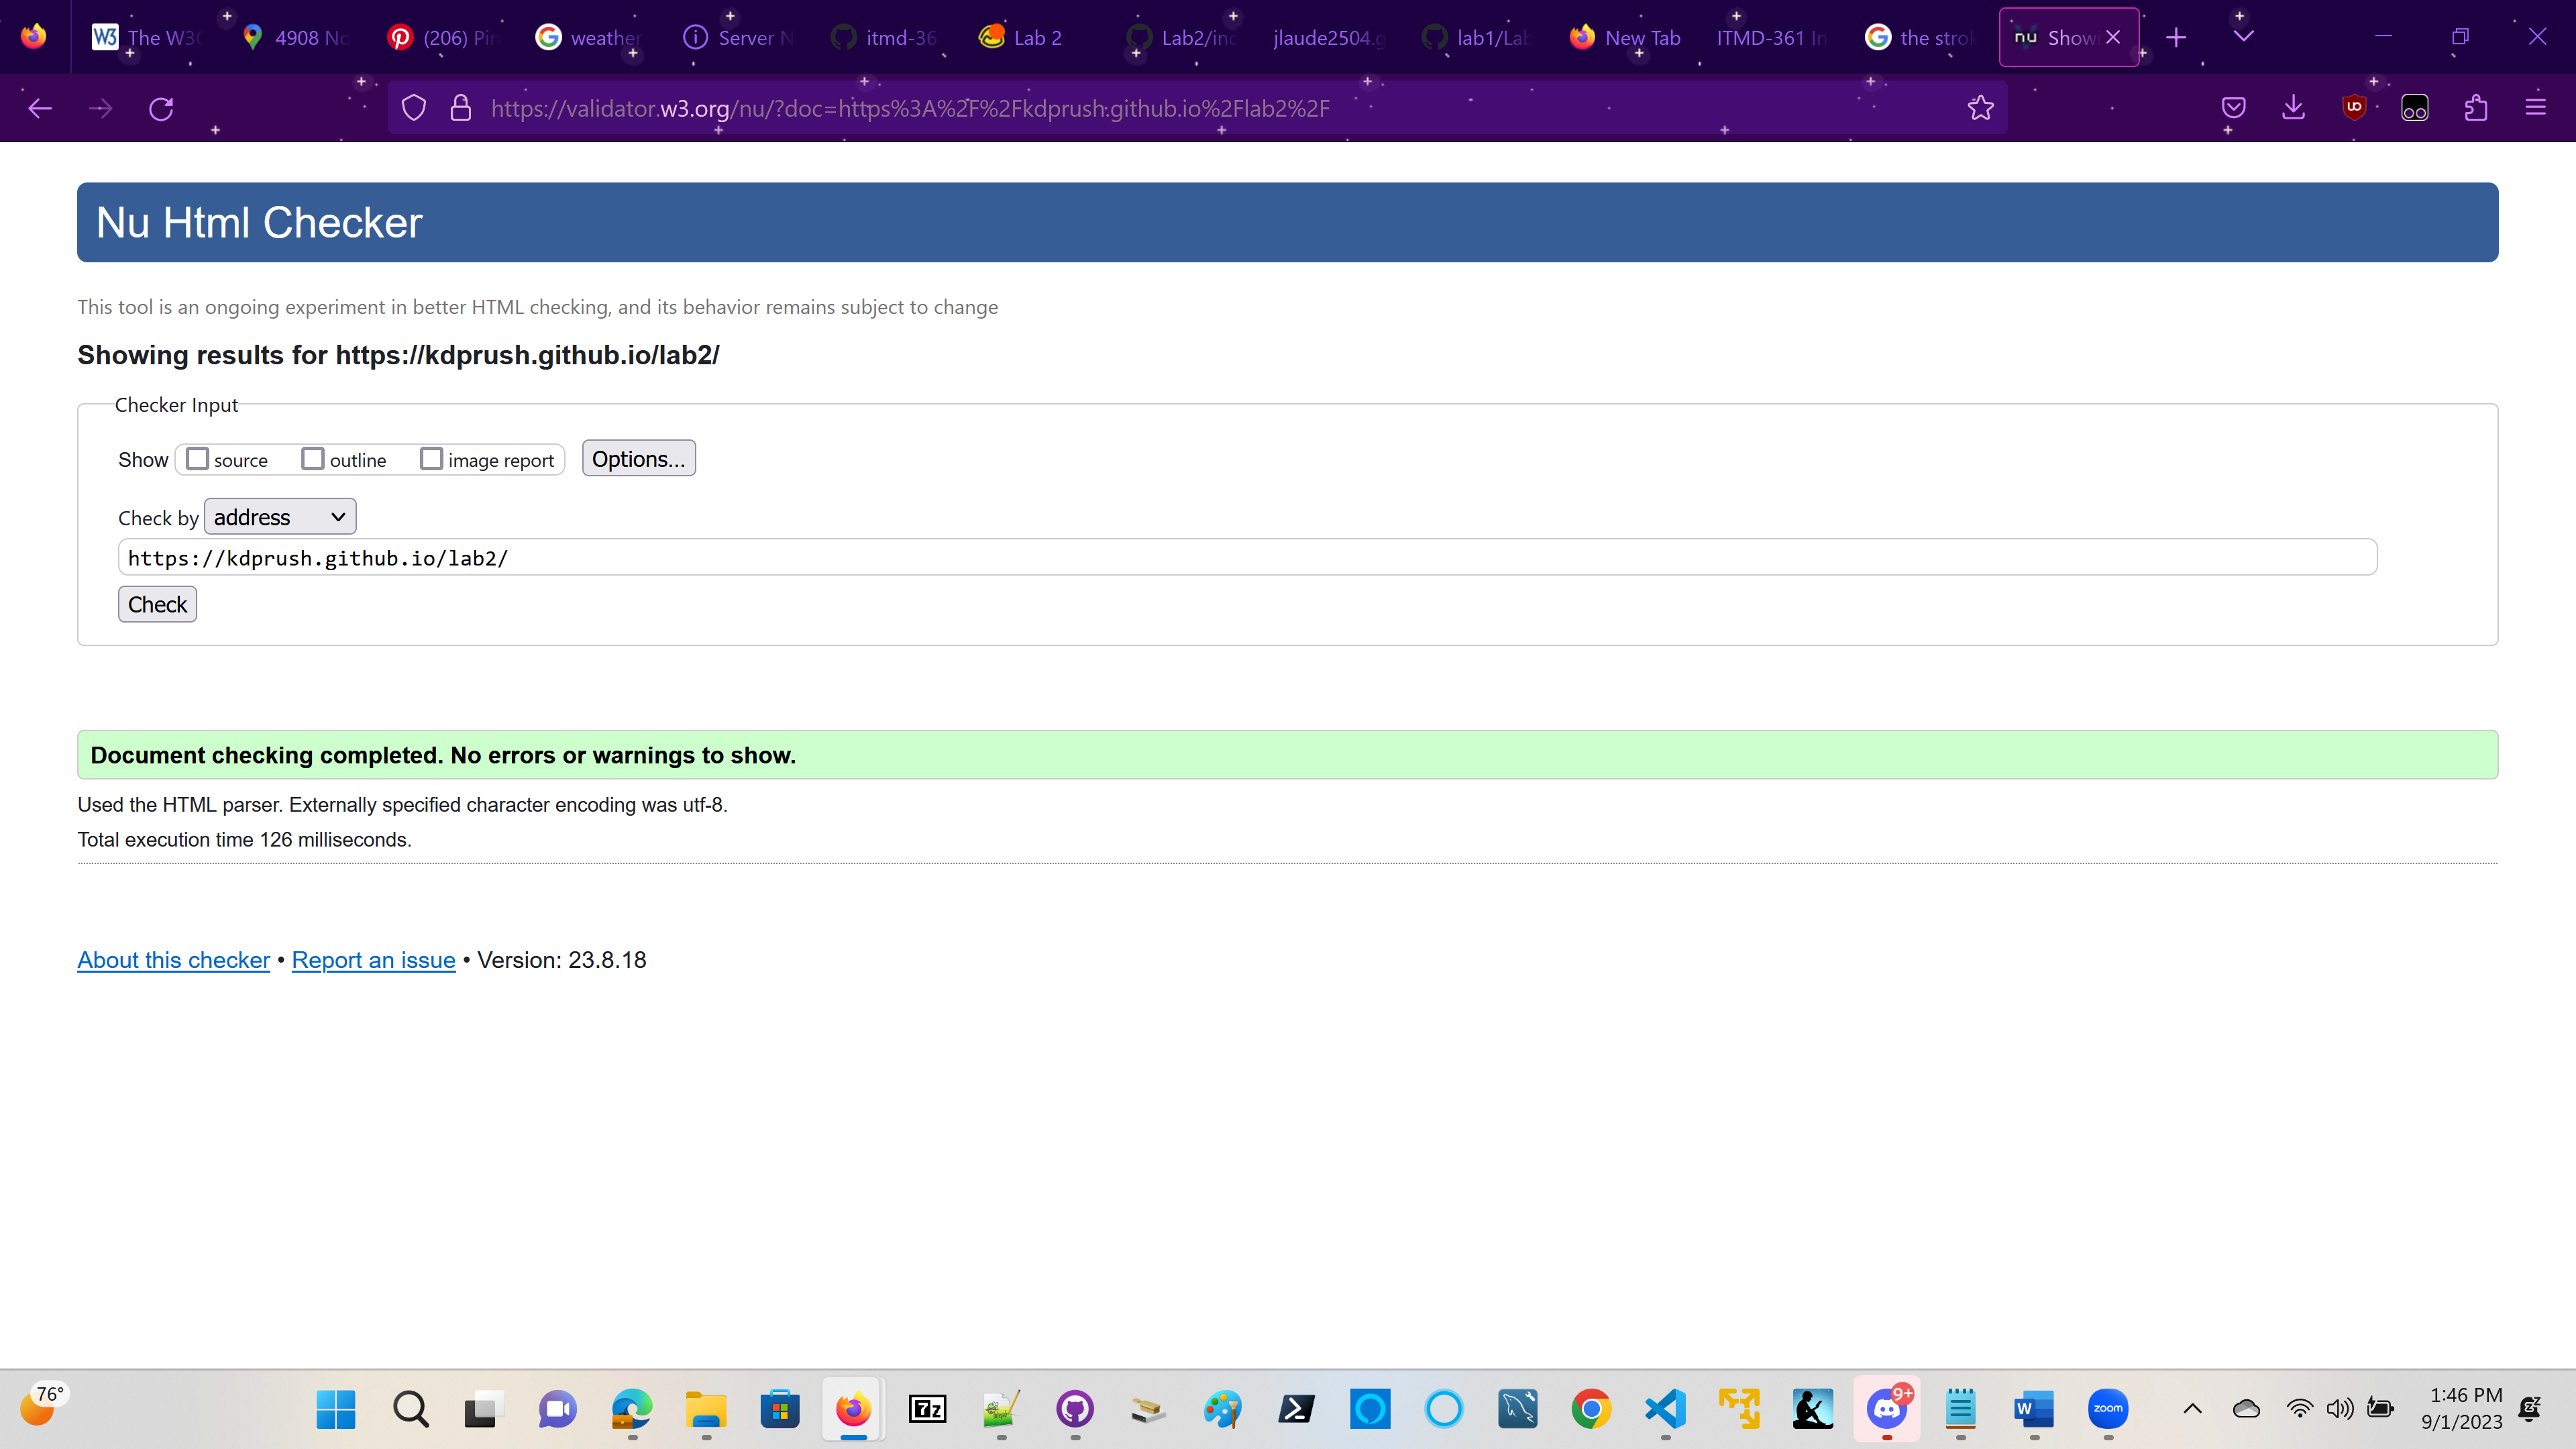 The W3C
4908 No
(206) Pin
weather
Server N
itmd-36
Lab 2
Lab2/ind
jlaude2504.g
lab1/Lab
New Tab
ITMD-361 In
the strok
nu Show
https://validator.w3.org/nu/?doc=https%3A%2F%2Fkdprush.github.io%2Flab2%2F
Nu Html Checker
This tool is an ongoing experiment in better HTML checking, and its behavior remains subject to change
Showing results for https://kdprush.github.io/lab2/
Checker Input
Show source outline image report Options...
Check by address
https://kdprush.github.io/lab2/
Check
Document checking completed. No errors or warnings to show.
Used the HTML parser. Externally specified character encoding was utf-8.
Total execution time 126 milliseconds.
About this checker • Report an issue • Version: 23.8.18
76°
7z
9+
W
zoom
1:46 PM
9/1/2023